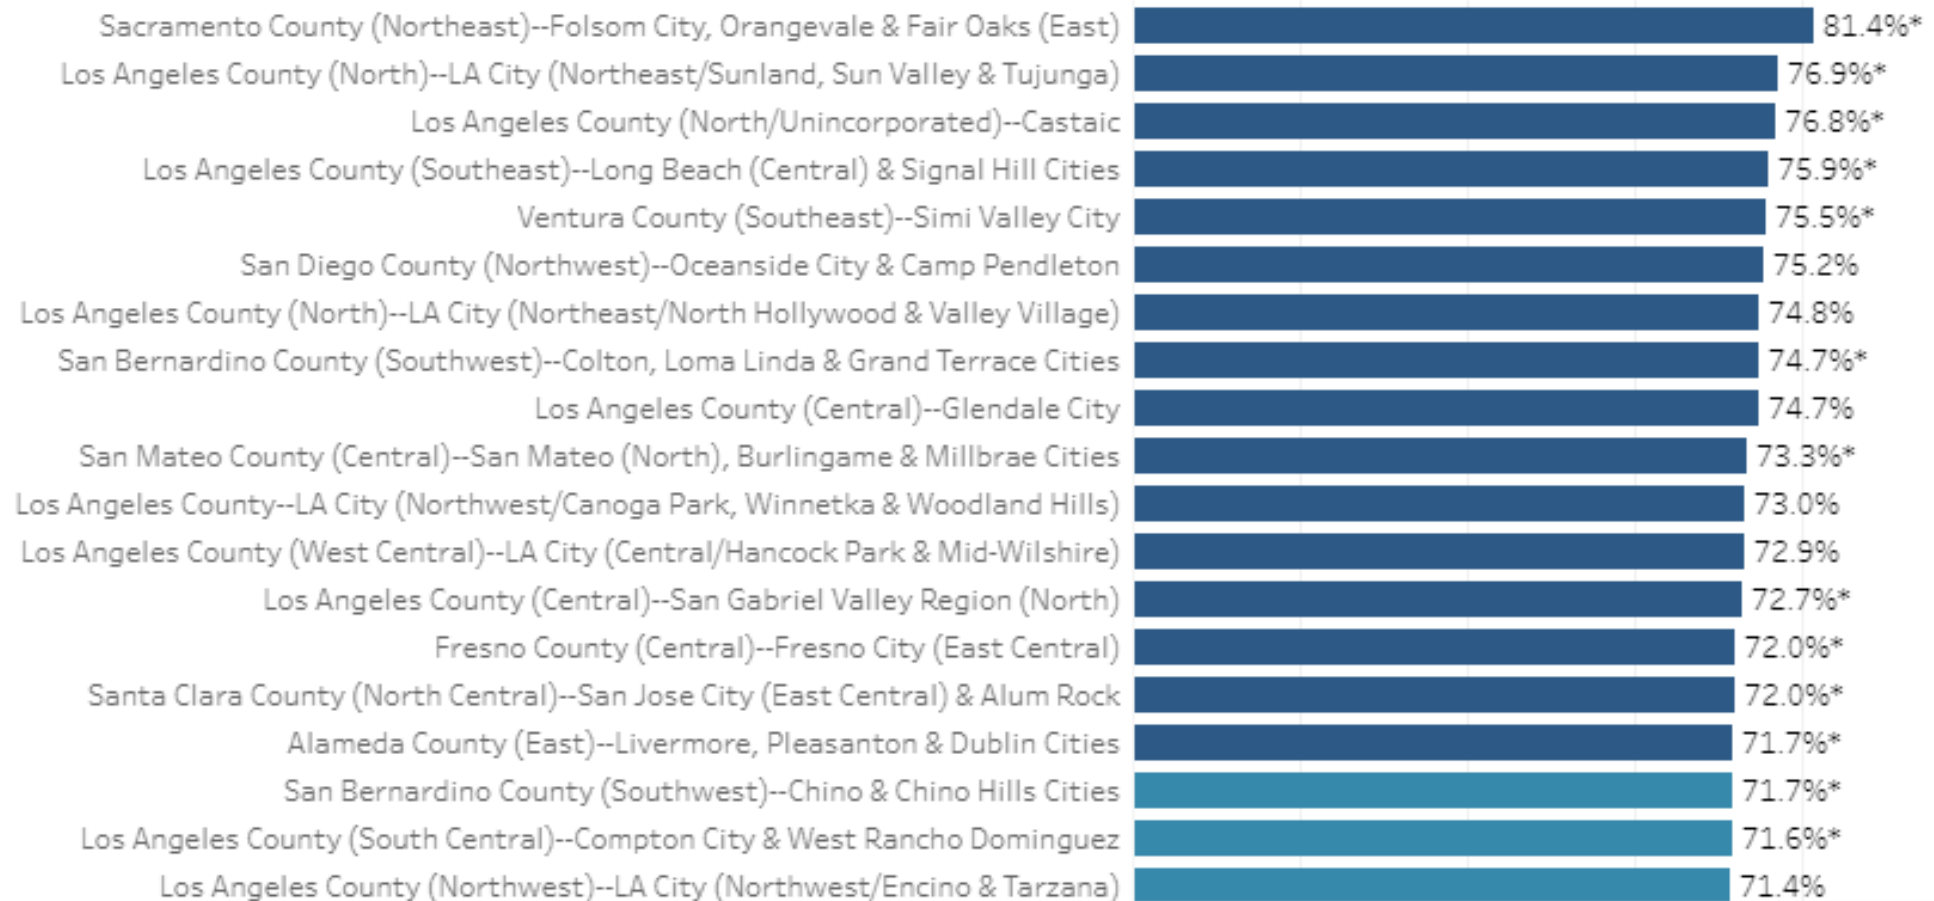 Sacramento County (Northeast)--Folsom City, Orangevale & Fair Oaks (East) 81.4%*
Los Angeles County (North)--LA City (Northeast/Sunland, Sun Valley & Tujunga) 76.9%*
Los Angeles County (North/Unincorporated)--Castaic 76.8%*
Los Angeles County (Southeast)--Long Beach (Central) & Signal Hill Cities 75.9%*
Ventura County (Southeast)--Simi Valley City 75.5%*
San Diego County (Northwest)--Oceanside City & Camp Pendleton 75.2%
Los Angeles County (North)--LA City (Northeast/North Hollywood & Valley Village) 74.8%
San Bernardino County (Southwest)--Colton, Loma Linda & Grand Terrace Cities 74.7%*
Los Angeles County (Central)--Glendale City 74.7%
San Mateo County (Central)--San Mateo (North), Burlingame & Millbrae Cities 73.3%*
Los Angeles County--LA City (Northwest/Canoga Park, Winnetka & Woodland Hills) 73.0%
Los Angeles County (West Central)--LA City (Central/Hancock Park & Mid-Wilshire) 72.9%
Los Angeles County (Central)--San Gabriel Valley Region (North) 72.7%*
Fresno County (Central)--Fresno City (East Central) 72.0%*
Santa Clara County (North Central)--San Jose City (East Central) & Alum Rock 72.0%*
Alameda County (East)--Livermore, Pleasanton & Dublin Cities 71.7%*
San Bernardino County (Southwest)--Chino & Chino Hills Cities 71.7%*
Los Angeles County (South Central)--Compton City & West Rancho Dominguez 71.6%*
Los Angeles County (Northwest)--LA City (Northwest/Encino & Tarzana) 71.4%